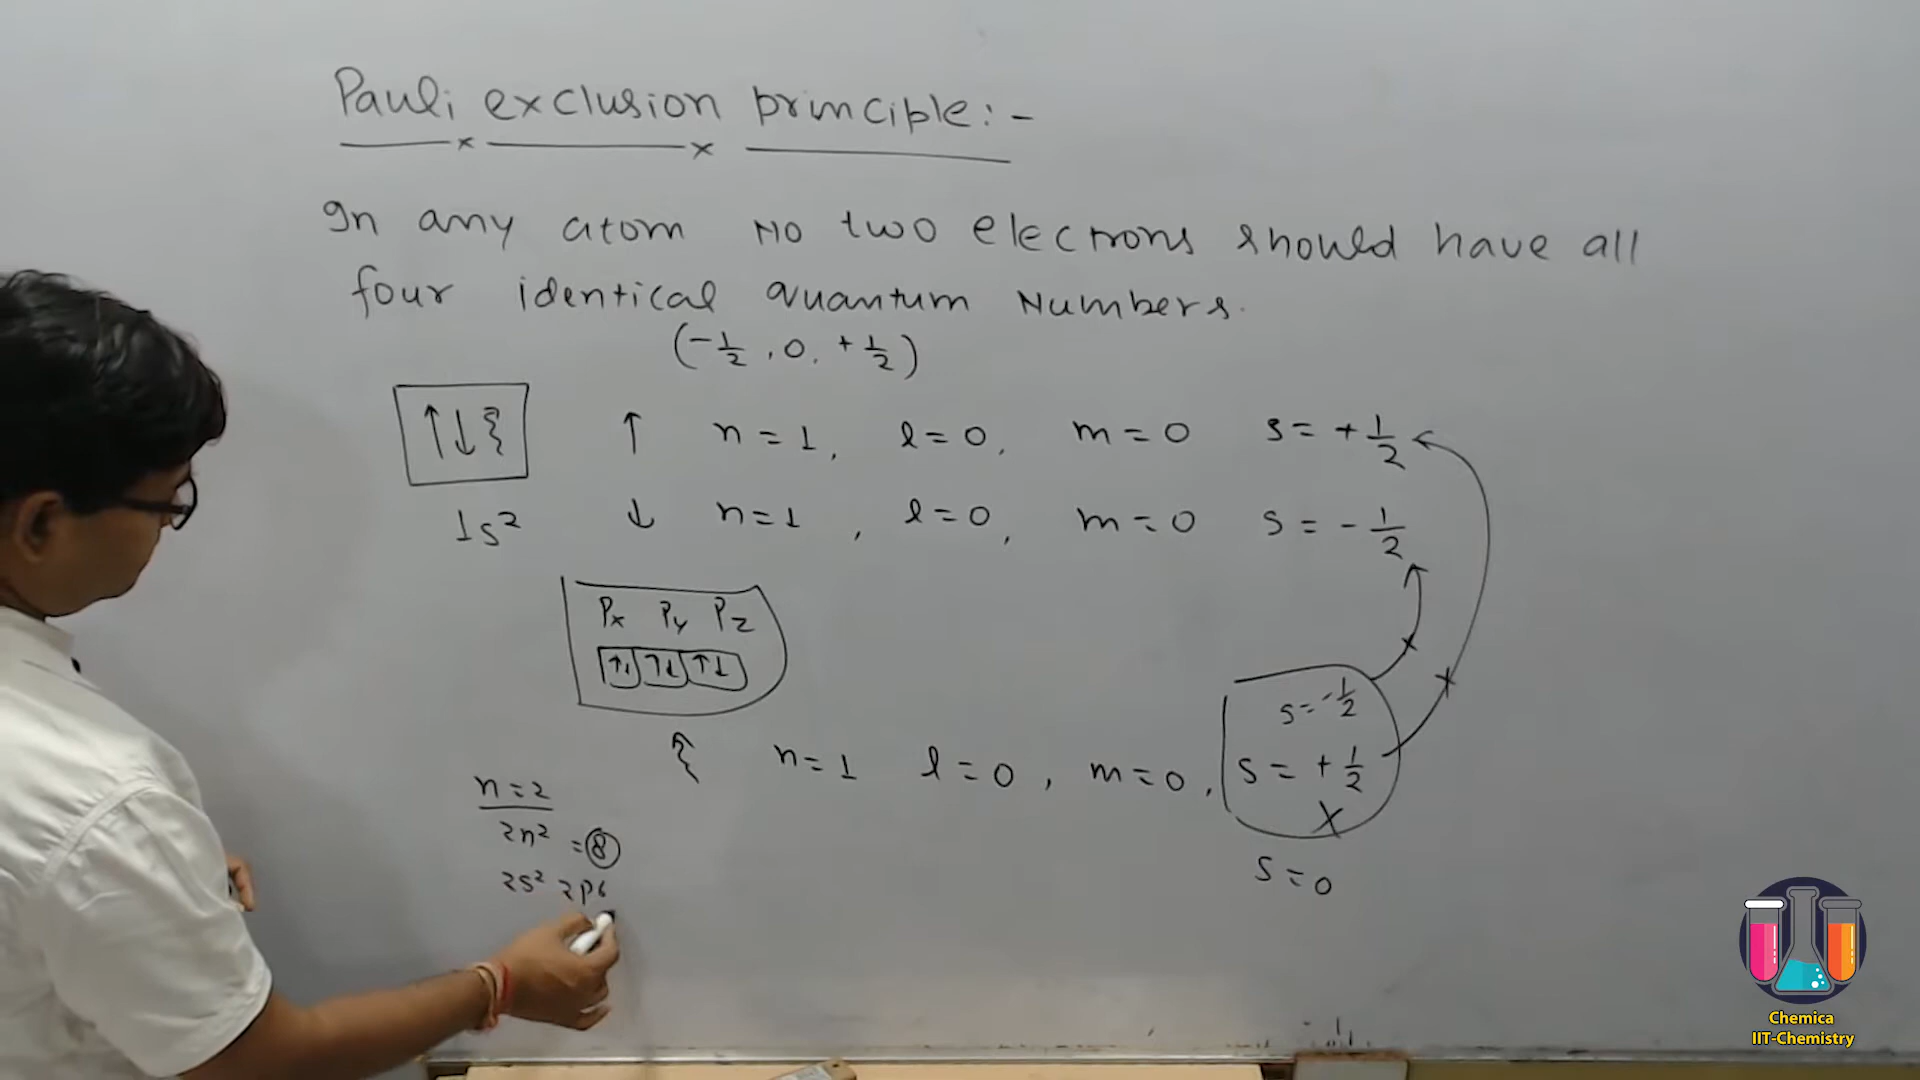 Pauli exclusion principle:-
In any atom No two electrons should have all
four identical quantum Numbers.
(-1/2, 0, +1/2)
↑↓ ↑ n=1, l=0, m=0 s=+1/2
1s² ↓ n=1, l=0, m=0 s=-1/2
Px Py Pz
↑↓ ↑↓ ↑↓
s=-1/2
n=1 l=0, m=0, s=+1/2
X
n=2
2n² = 8
s=0
2s² 2p6
Chemica
IIT-Chemistry